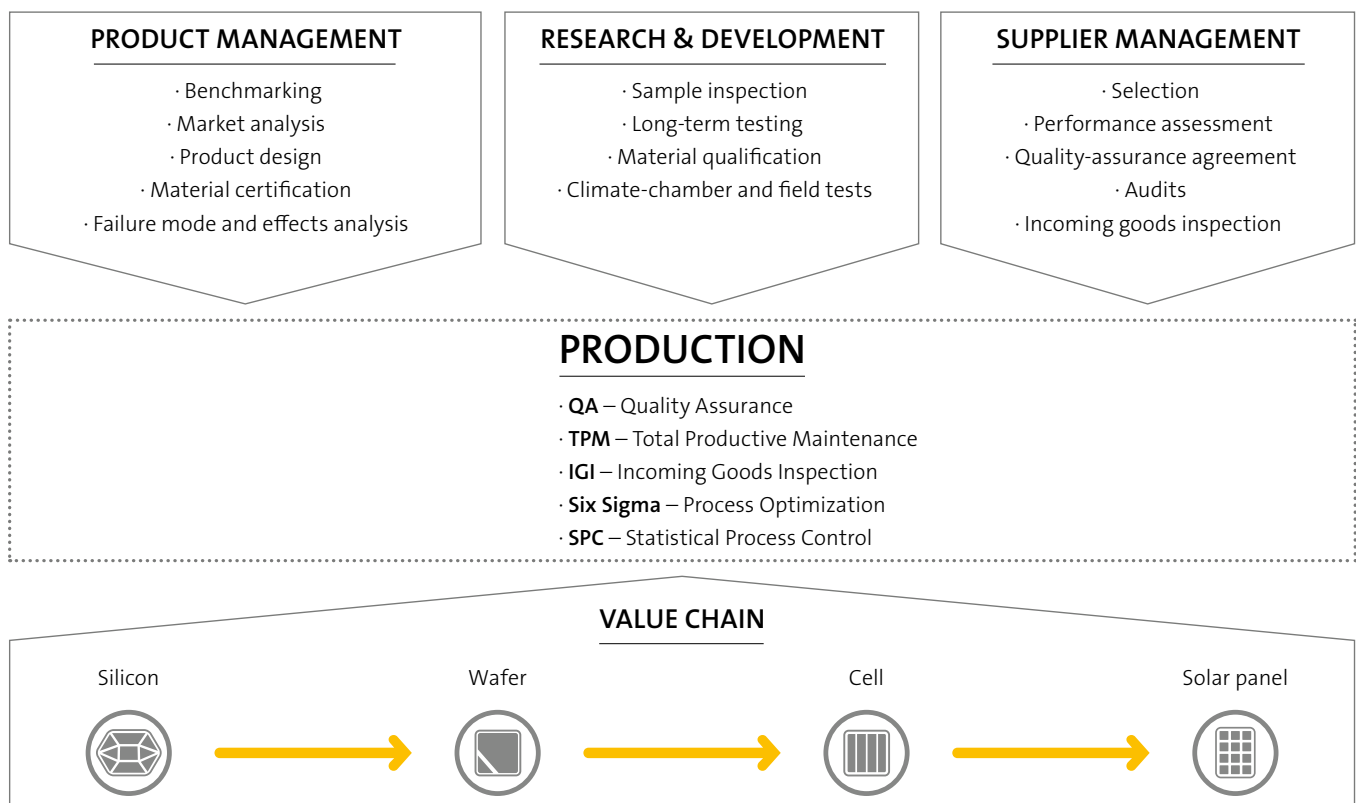 PRODUCT MANAGEMENT
· Benchmarking
· Market analysis
· Product design
· Material certification
· Failure mode and effects analysis
RESEARCH & DEVELOPMENT
· Sample inspection
· Long-term testing
· Material qualification
· Climate-chamber and field tests
SUPPLIER MANAGEMENT
· Selection
· Performance assessment
· Quality-assurance agreement
· Audits
· Incoming goods inspection
PRODUCTION
· QA – Quality Assurance
· TPM – Total Productive Maintenance
· IGI – Incoming Goods Inspection
· Six Sigma – Process Optimization
· SPC – Statistical Process Control
VALUE CHAIN
Silicon
Wafer
Cell
Solar panel